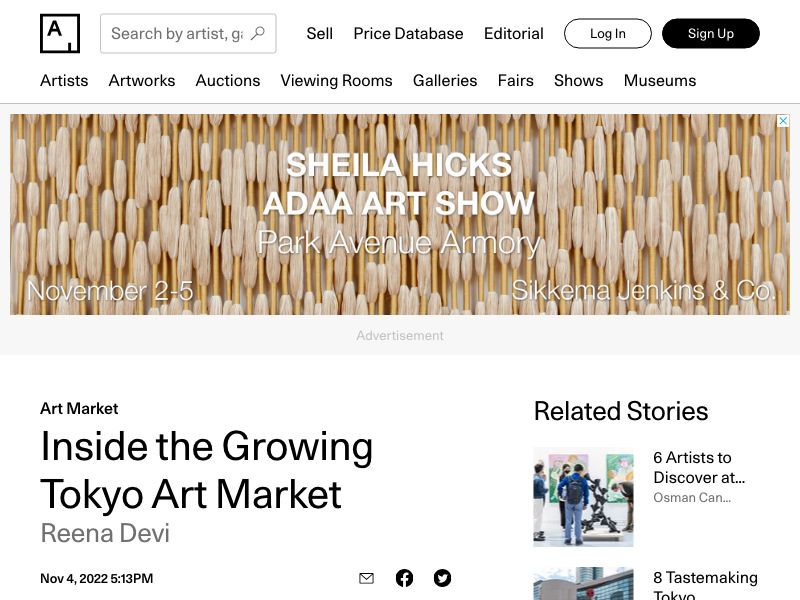 A
Search by artist, ga
Sell
Price Database
Editorial
Log In
Sign Up
Artists
Artworks
Auctions
Viewing Rooms
Galleries
Fairs
Shows
Museums
SHEILA HICKS
ADAA ART SHOW
Park Avenue Armory
November 2-5
Sikkema Jenkins & Co.
Advertisement
Art Market
Inside the Growing
Tokyo Art Market
Reena Devi
Nov 4, 2022 5:13PM
Related Stories
6 Artists to
Discover at...
Osman Can...
8 Tastemaking
Tokyo